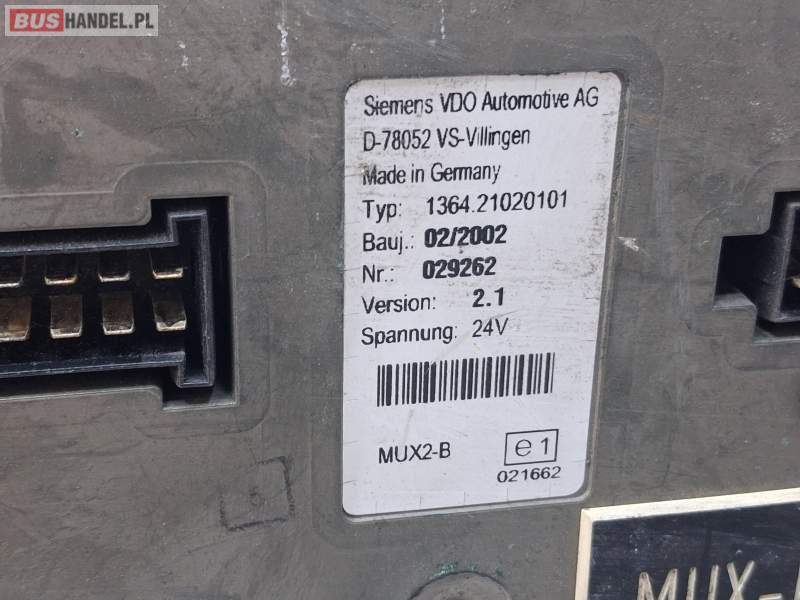 BUSHANDEL.PL
Siemens VDO Automotive AG
D-78052 VS-Villingen
Made in Germany
Typ: 1364.21020101
Bauj.: 02/2002
Nr.: 029262
Version: 2.1
Spannung: 24V
MUX2-B
e1
021662
MUX-